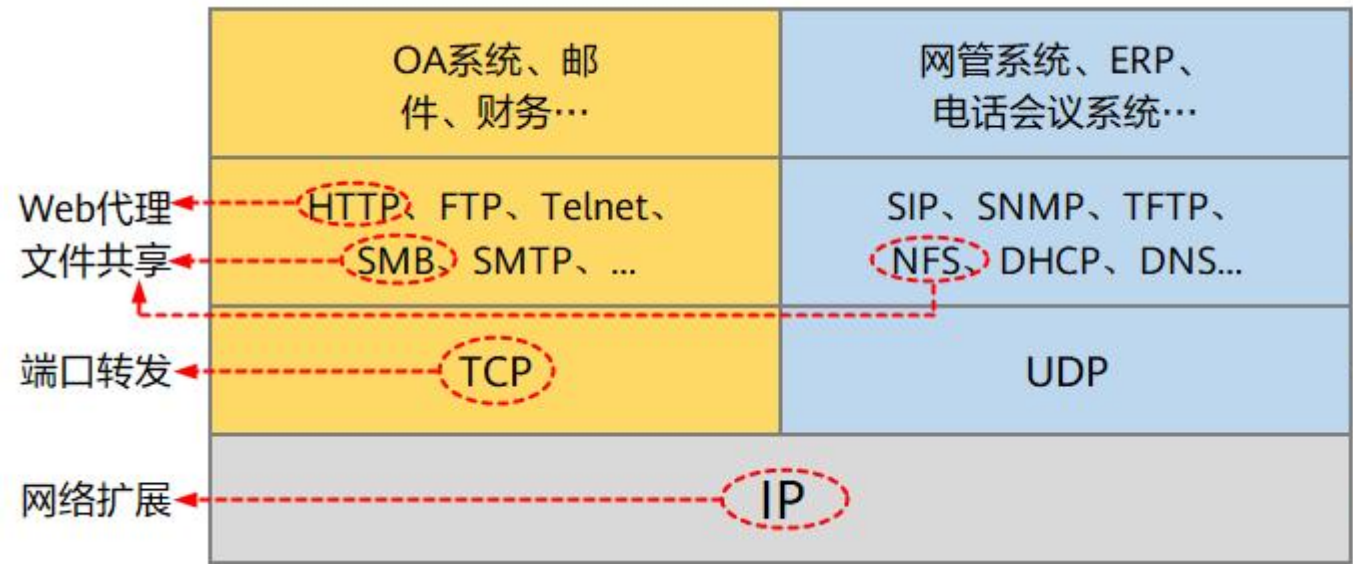 OA系统、邮
件、财务…
网管系统、ERP、
电话会议系统…
Web代理
HTTP、FTP、Telnet、
SIP、SNMP、TFTP、
文件共享
SMB、SMTP、...
NFS、DHCP、DNS...
端口转发
TCP
UDP
网络扩展
IP